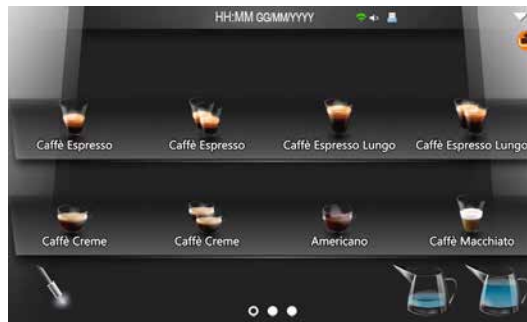 HH:MM GG/MM/YYYY
Caffè Espresso
Caffè Espresso
Caffè Espresso Lungo
Caffè Espresso Lungo
Caffè Creme
Caffè Creme
Americano
Caffè Macchiato